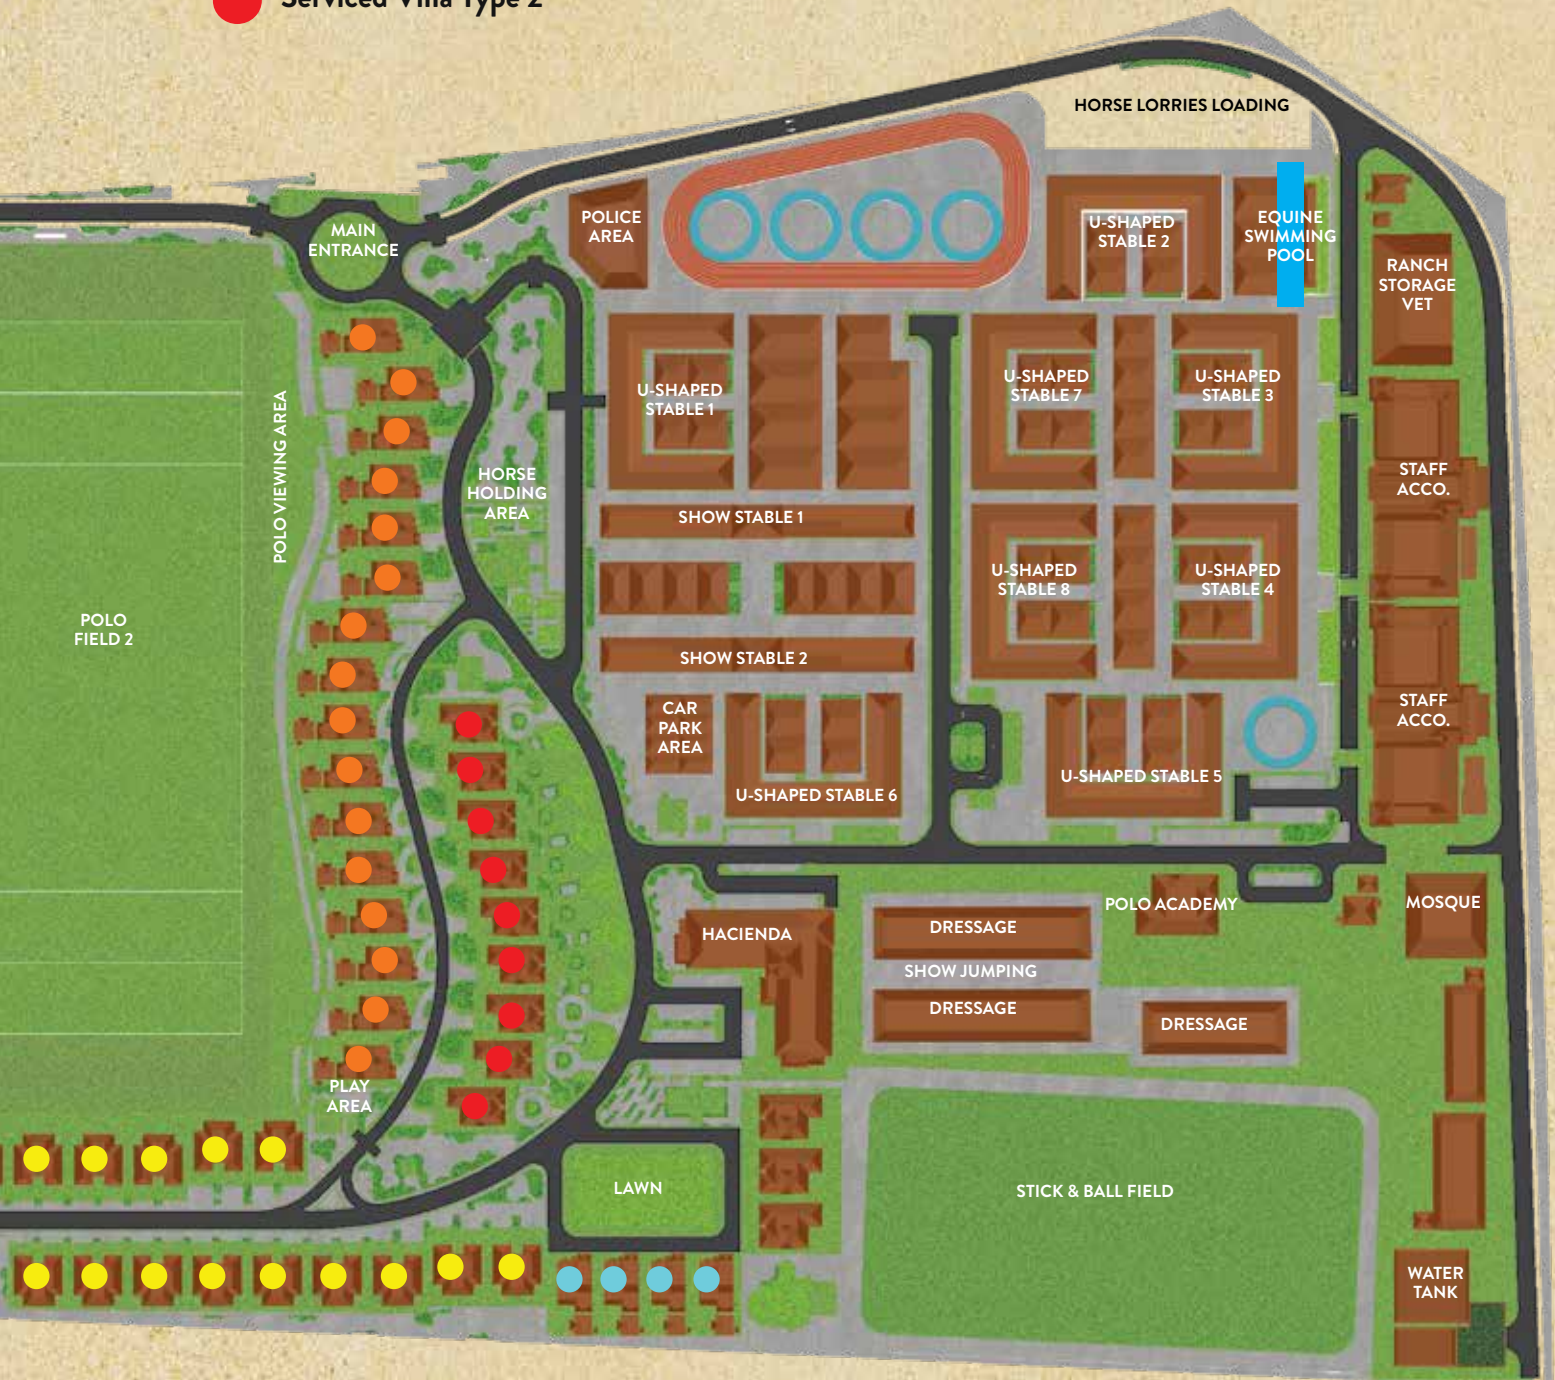 Serviced Villa Type 2
HORSE LORRIES LOADING
MAIN
ENTRANCE
POLICE
AREA
U-SHAPED
STABLE 2
EQUINE
SWIMMING
POOL
RANCH
STORAGE
VET
POLO VIEWING AREA
U-SHAPED
STABLE 1
U-SHAPED
STABLE 7
U-SHAPED
STABLE 3
HORSE
HOLDING
AREA
STAFF
ACCO.
SHOW STABLE 1
U-SHAPED
STABLE 8
U-SHAPED
STABLE 4
POLO
FIELD 2
SHOW STABLE 2
CAR
PARK
AREA
STAFF
ACCO.
U-SHAPED STABLE 6
U-SHAPED STABLE 5
HACIENDA
DRESSAGE
POLO ACADEMY
MOSQUE
SHOW JUMPING
DRESSAGE
DRESSAGE
PLAY
AREA
LAWN
STICK & BALL FIELD
WATER
TANK